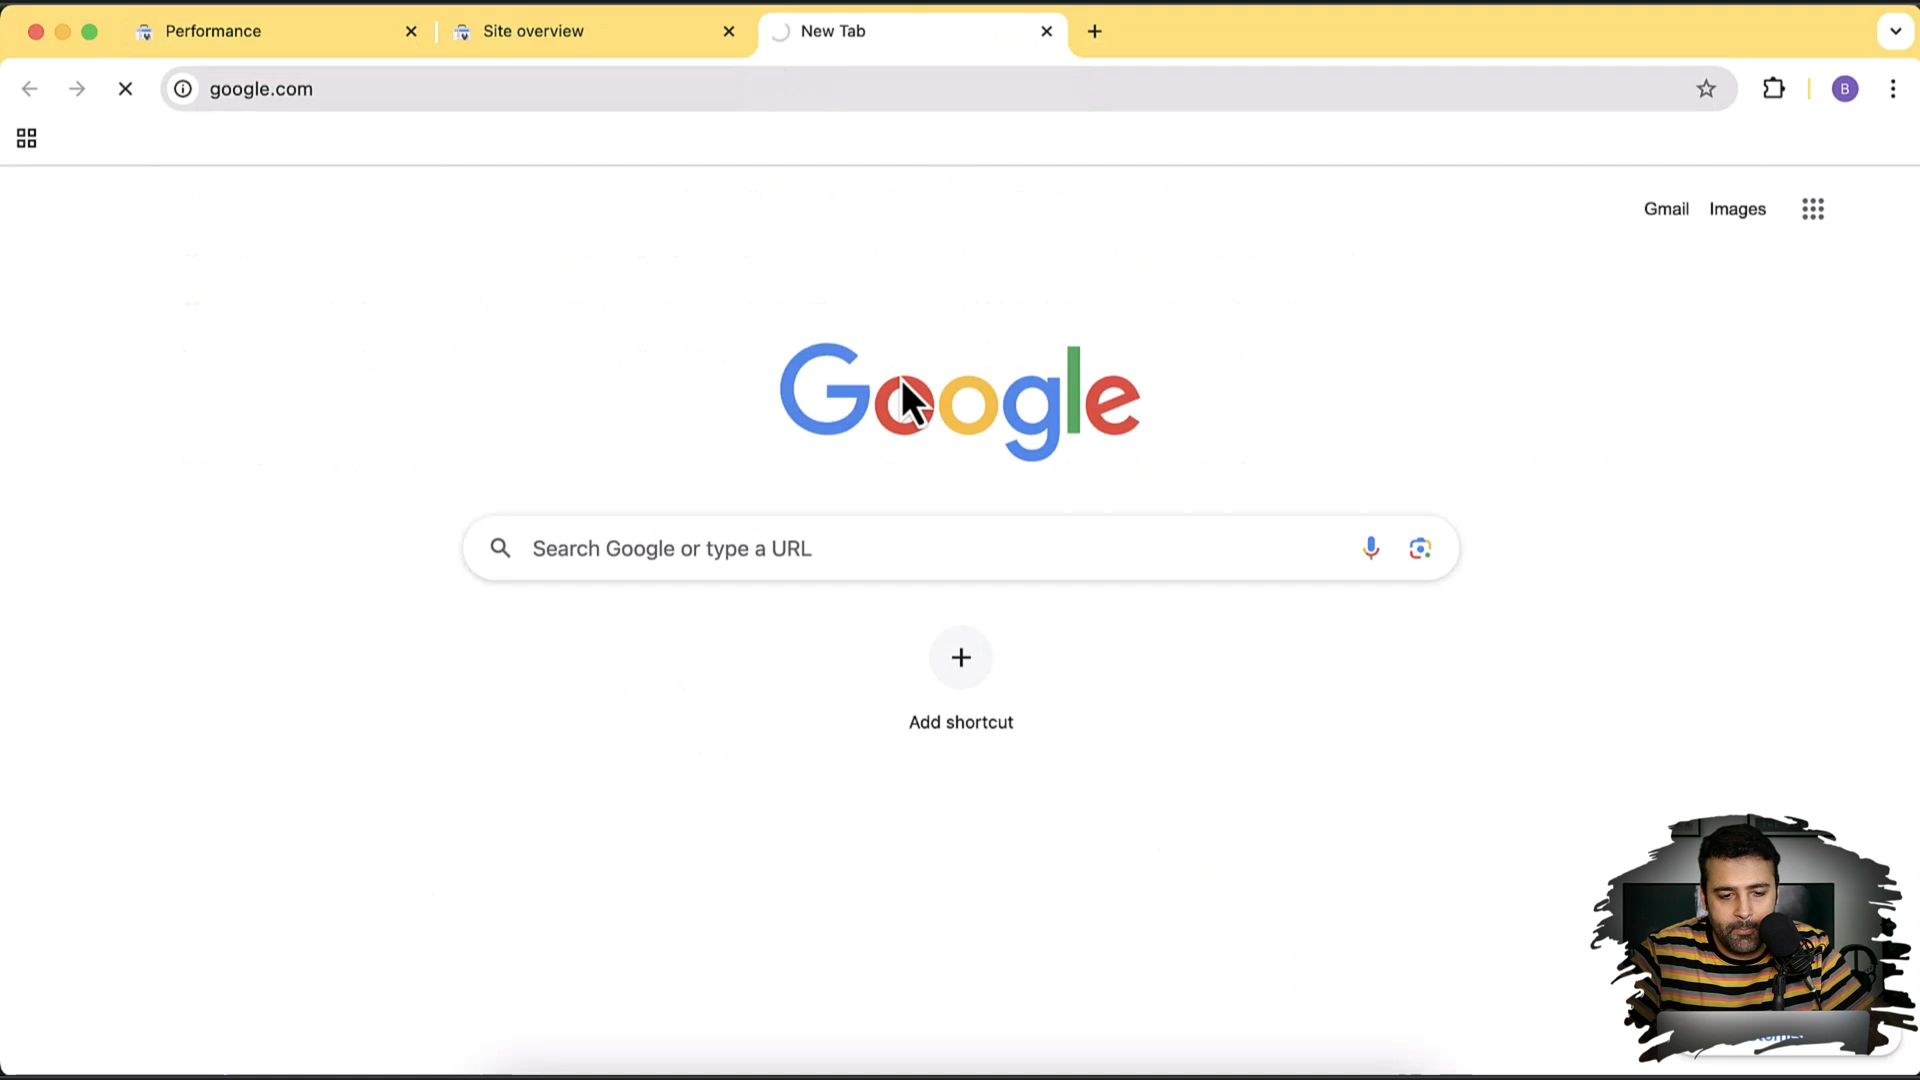 Performance
Site overview
New Tab
google.com
B
Gmail
Images
Google
Search Google or type a URL
Add shortcut